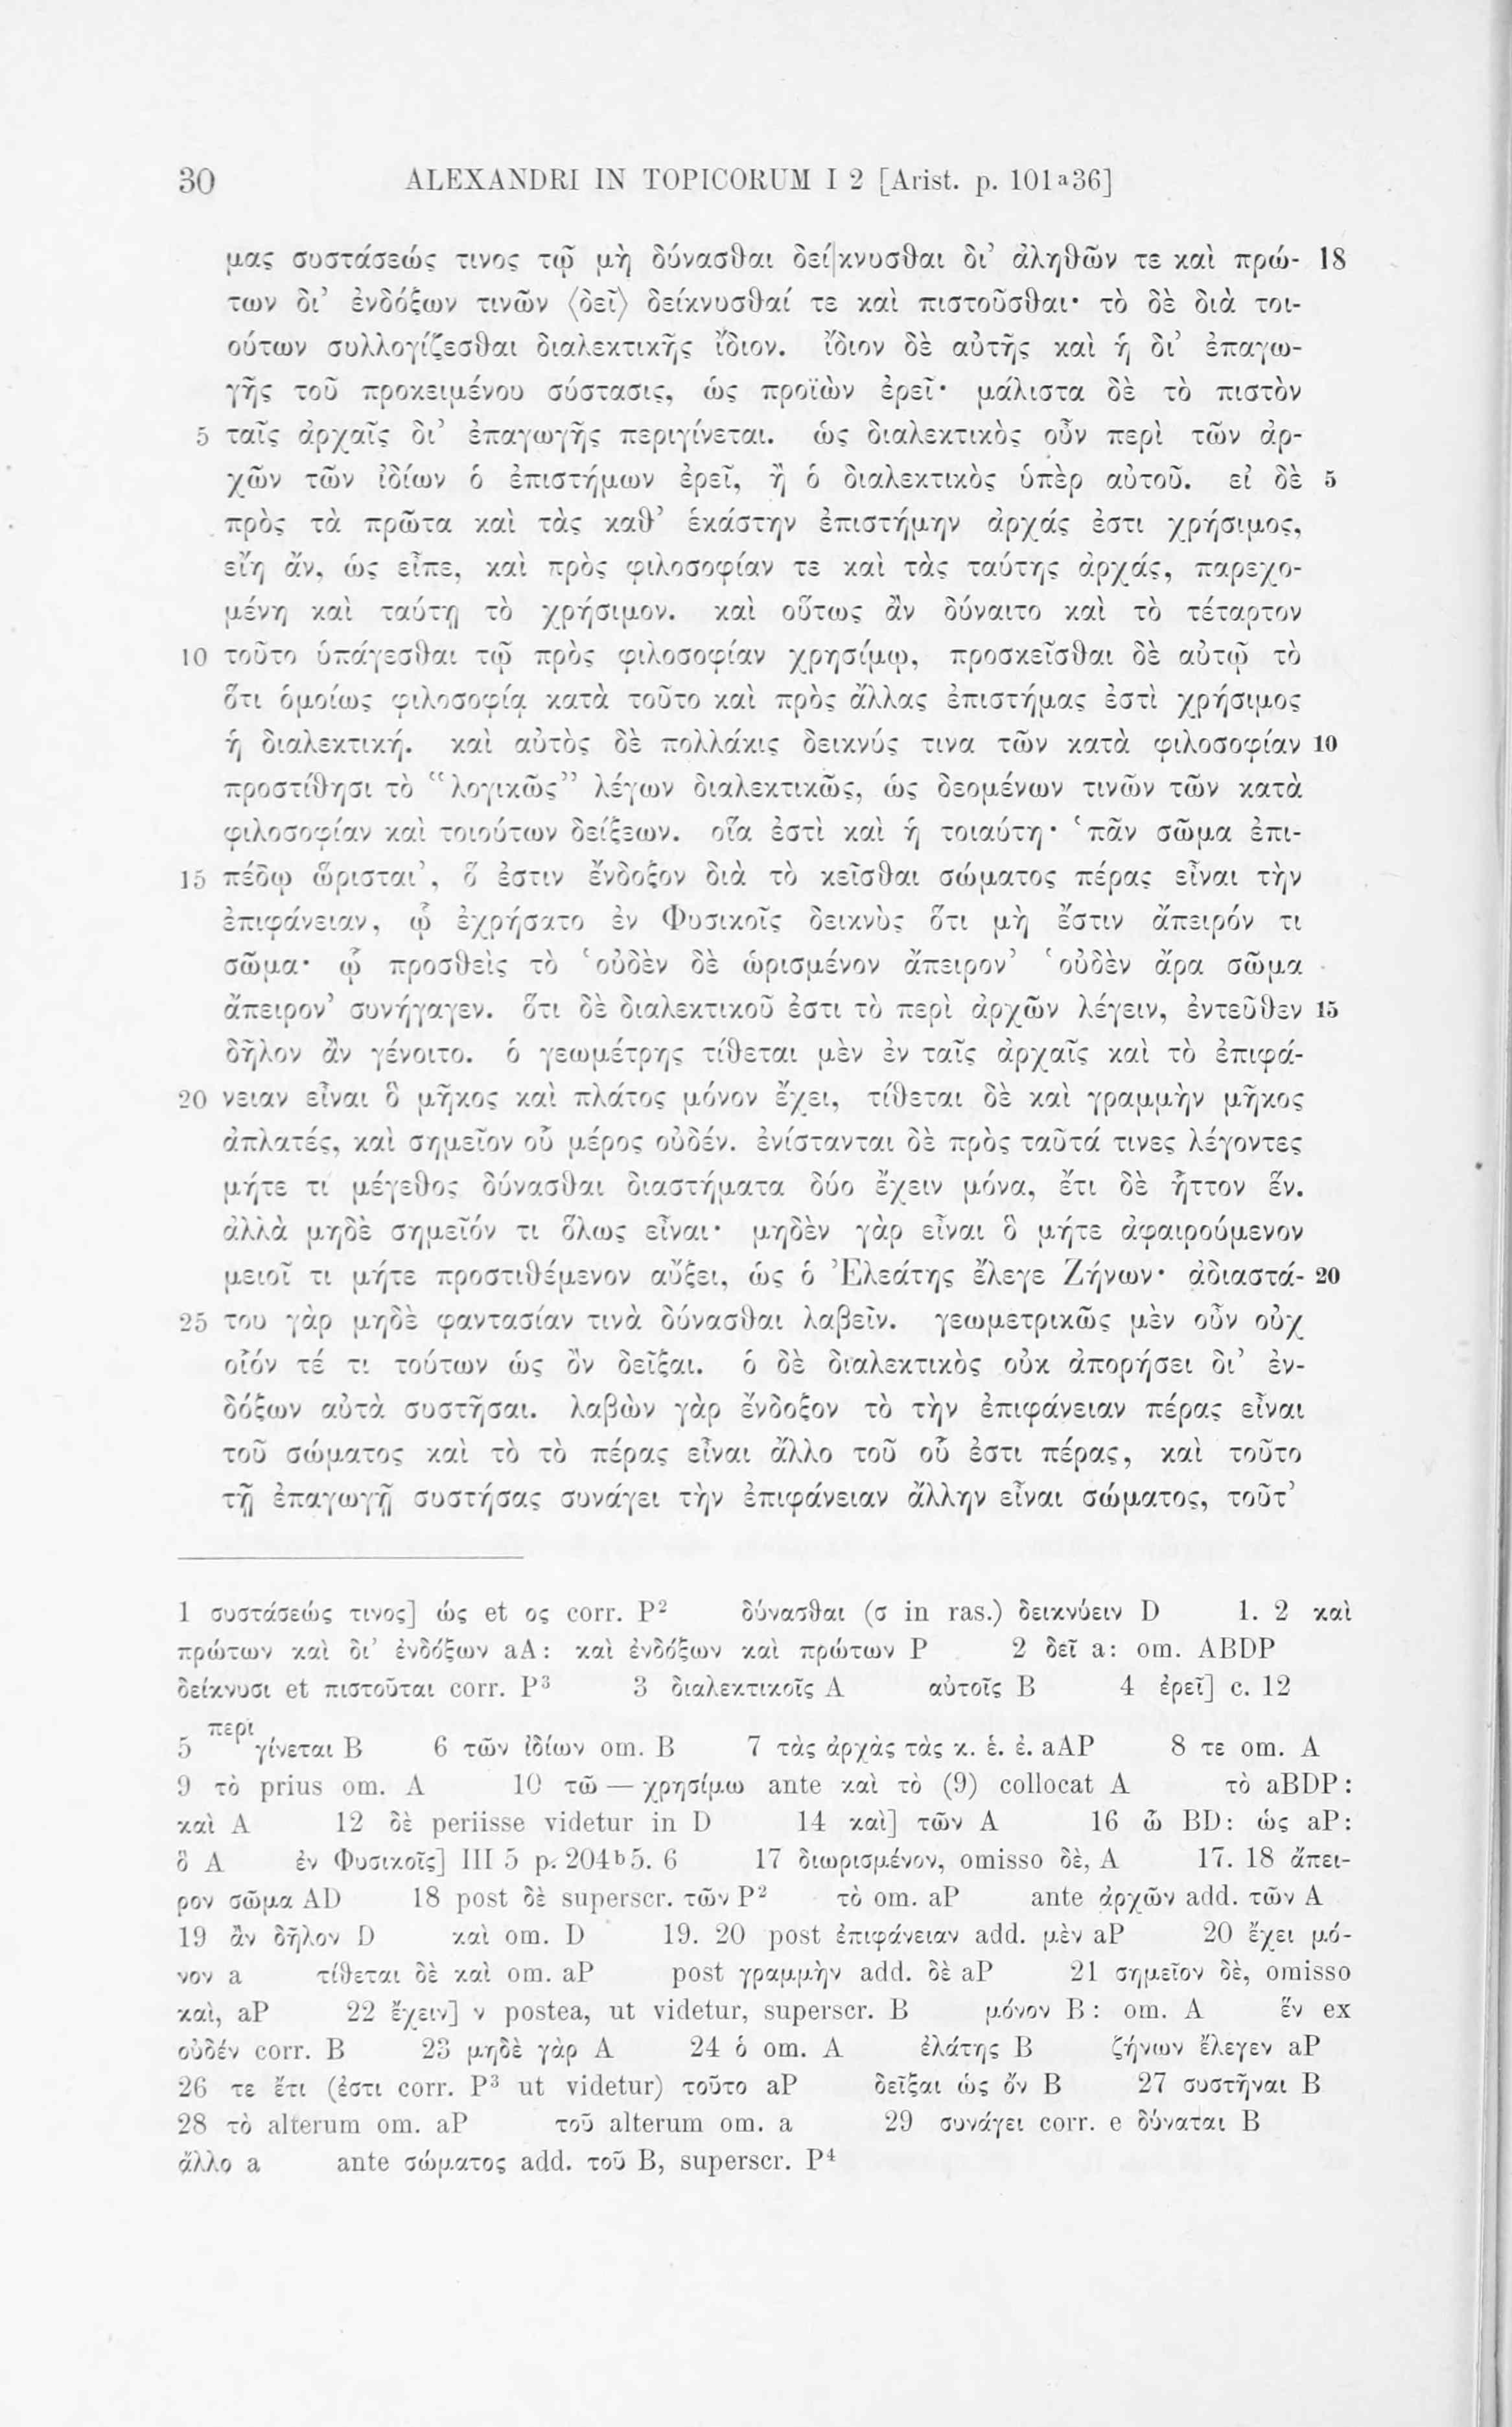 30 ALEXANDRI IN TOPICORUM I 2 [Arist. p. 101a36]
μας συστάσεώς τινος τῷ μὴ δύνασθαι δεί|κνυσθαι δι’ ἀληθῶν τε καὶ πρώ- 18
των δι’ ἐνδόξων τινῶν 〈δεῖ〉 δείκνυσθαί τε καὶ πιστοῦσθαι· τὸ δὲ διὰ τοι-
ούτων συλλογίζεσθαι διαλεκτικῆς ἴδιον. ἴδιον δὲ αὐτῆς καὶ ἡ δι’ ἐπαγω-
γῆς τοῦ προκειμένου σύστασις, ὡς προϊὼν ἐρεῖ· μάλιστα δὲ τὸ πιστὸν
5 ταῖς ἀρχαῖς δι’ ἐπαγωγῆς περιγίνεται. ὡς διαλεκτικὸς οὖν περὶ τῶν ἀρ-
χῶν τῶν ἰδίων ὁ ἐπιστήμων ἐρεῖ, ἢ ὁ διαλεκτικὸς ὑπὲρ αὐτοῦ. εἰ δὲ 5
πρὸς τὰ πρῶτα καὶ τὰς καθ’ ἑκάστην ἐπιστήμην ἀρχάς ἐστι χρήσιμος,
εἴη ἄν, ὡς εἶπε, καὶ πρὸς φιλοσοφίαν τε καὶ τὰς ταύτης ἀρχάς, παρεχο-
μένη καὶ ταύτῃ τὸ χρήσιμον. καὶ οὕτως ἂν δύναιτο καὶ τὸ τέταρτον
10 τοῦτο ὑπάγεσθαι τῷ πρὸς φιλοσοφίαν χρησίμῳ, προσκεῖσθαι δὲ αὐτῷ τὸ
ὅτι ὁμοίως φιλοσοφίᾳ κατὰ τοῦτο καὶ πρὸς ἄλλας ἐπιστήμας ἐστὶ χρήσιμος
ἡ διαλεκτική. καὶ αὐτὸς δὲ πολλάκις δεικνύς τινα τῶν κατὰ φιλοσοφίαν 10
προστίθησι τὸ “λογικῶς” λέγων διαλεκτικῶς, ὡς δεομένων τινῶν τῶν κατὰ
φιλοσοφίαν καὶ τοιούτων δείξεων. οἵα ἐστὶ καὶ ἡ τοιαύτη· ‘πᾶν σῶμα ἐπι-
15 πέδῳ ὥρισται’, ὅ ἐστιν ἔνδοξον διὰ τὸ κεῖσθαι σώματος πέρας εἶναι τὴν
ἐπιφάνειαν, ᾧ ἐχρήσατο ἐν Φυσικοῖς δεικνὺς ὅτι μὴ ἔστιν ἄπειρόν τι
σῶμα· ᾧ προσθεὶς τὸ ‘οὐδὲν δὲ ὡρισμένον ἄπειρον’ ‘οὐδὲν ἄρα σῶμα
ἄπειρον’ συνήγαγεν. ὅτι δὲ διαλεκτικοῦ ἐστι τὸ περὶ ἀρχῶν λέγειν, ἐντεῦθεν 15
δῆλον ἂν γένοιτο. ὁ γεωμέτρης τίθεται μὲν ἐν ταῖς ἀρχαῖς καὶ τὸ ἐπιφά-
20 νειαν εἶναι ὃ μῆκος καὶ πλάτος μόνον ἔχει, τίθεται δὲ καὶ γραμμὴν μῆκος
ἀπλατές, καὶ σημεῖον οὗ μέρος οὐδέν. ἐνίστανται δὲ πρὸς ταῦτά τινες λέγοντες
μήτε τι μέγεθος δύνασθαι διαστήματα δύο ἔχειν μόνα, ἔτι δὲ ἧττον ἕν.
ἀλλὰ μηδὲ σημεῖόν τι ὅλως εἶναι· μηδὲν γὰρ εἶναι ὃ μήτε ἀφαιρούμενον
μειοῖ τι μήτε προστιθέμενον αὔξει, ὡς ὁ Ἐλεάτης ἔλεγε Ζήνων· ἀδιαστά- 20
25 του γὰρ μηδὲ φαντασίαν τινὰ δύνασθαι λαβεῖν. γεωμετρικῶς μὲν οὖν οὐχ
οἷόν τέ τι τούτων ὡς ὂν δεῖξαι. ὁ δὲ διαλεκτικὸς οὐκ ἀπορήσει δι’ ἐν-
δόξων αὐτὰ συστῆσαι. λαβὼν γὰρ ἔνδοξον τὸ τὴν ἐπιφάνειαν πέρας εἶναι
τοῦ σώματος καὶ τὸ τὸ πέρας εἶναι ἄλλο τοῦ οὗ ἐστι πέρας, καὶ τοῦτο
τῇ ἐπαγωγῇ συστήσας συνάγει τὴν ἐπιφάνειαν ἄλλην εἶναι σώματος, τοῦτ’
1 συστάσεώς τινος] ώς et ος corr. P² δύνασθαι (σ in ras.) δεικνύειν D 1. 2 καὶ
πρώτων καὶ δι’ ἐνδόξων aA: καὶ ἐνδόξων καὶ πρώτων P 2 δεῖ a: om. ABDP
δείκνυσι et πιστοῦται corr. P³ 3 διαλεκτικοῖς A αὐτοῖς B 4 ἐρεῖ] c. 12
5 περι γίνεται B 6 τῶν ἰδίων om. B 7 τὰς ἀρχὰς τὰς κ. ἑ. ἐ. aAP 8 τε om. A
9 τὸ prius om. A 10 τῷ — χρησίμω ante καὶ τὸ (9) collocat A τὸ aBDP:
καὶ A 12 δὲ periisse videtur in D 14 καὶ] τῶν A 16 ᾧ BD: ὡς aP:
ὃ A ἐν Φυσικοῖς] III 5 p. 204b5. 6 17 διωρισμένον, omisso δὲ, A 17. 18 ἄπει-
ρον σῶμα AD 18 post δὲ superscr. τῶν P² τὸ om. aP ante ἀρχῶν add. τῶν A
19 ἂν δῆλον D καὶ om. D 19. 20 post ἐπιφάνειαν add. μὲν aP 20 ἔχει μό-
νον a τίθεται δὲ καὶ om. aP post γραμμὴν add. δὲ aP 21 σημεῖον δὲ, omisso
καὶ, aP 22 ἔχειν] ν postea, ut videtur, superscr. B μόνον B: om. A ἕν ex
οὐδέν corr. B 23 μηδὲ γὰρ A 24 ὁ om. A ἐλάτης B ζήνων ἔλεγεν aP
26 τε ἔτι (ἐστι corr. P³ ut videtur) τοῦτο aP δεῖξαι ὡς ὄν B 27 συστῆναι B
28 τὸ alterum om. aP τοῦ alterum om. a 29 συνάγει corr. e δύναται B
ἄλλο a ante σώματος add. τοῦ B, superscr. P⁴